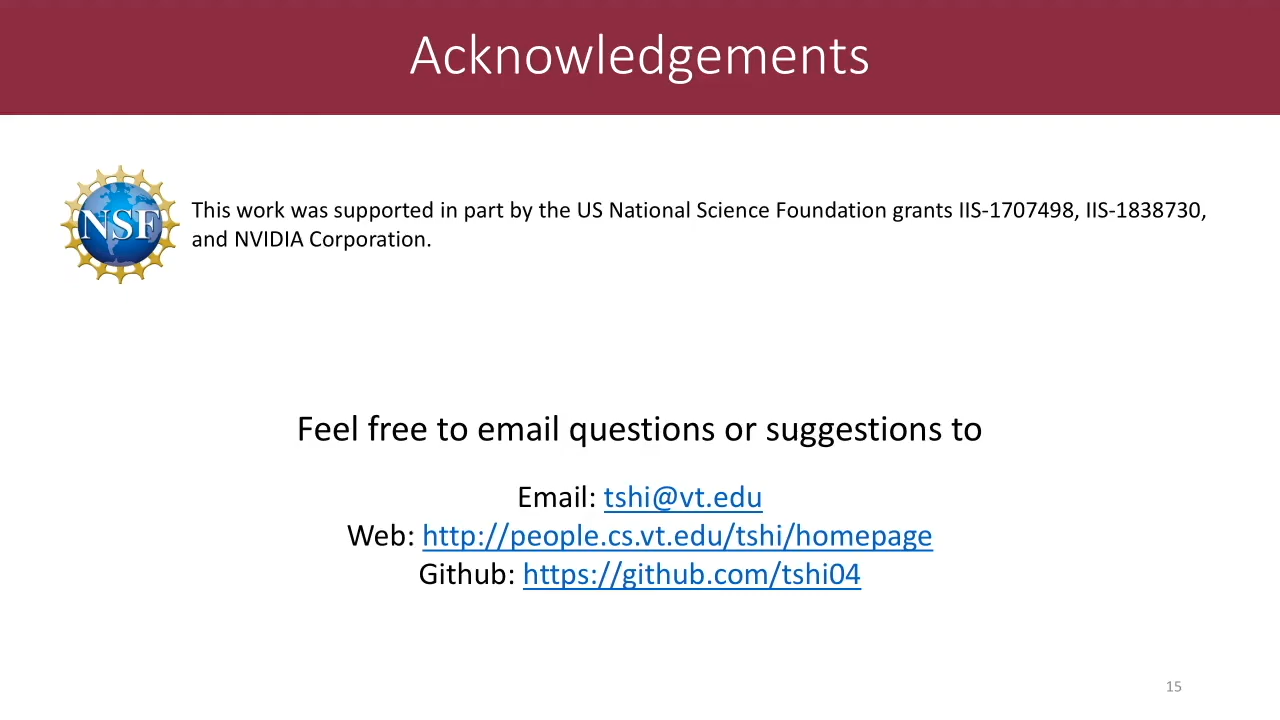 Acknowledgements
NSF
This work was supported in part by the US National Science Foundation grants IIS-1707498, IIS-1838730,
and NVIDIA Corporation.
Feel free to email questions or suggestions to
Email: tshi@vt.edu
Web: http://people.cs.vt.edu/tshi/homepage
Github: https://github.com/tshi04
15